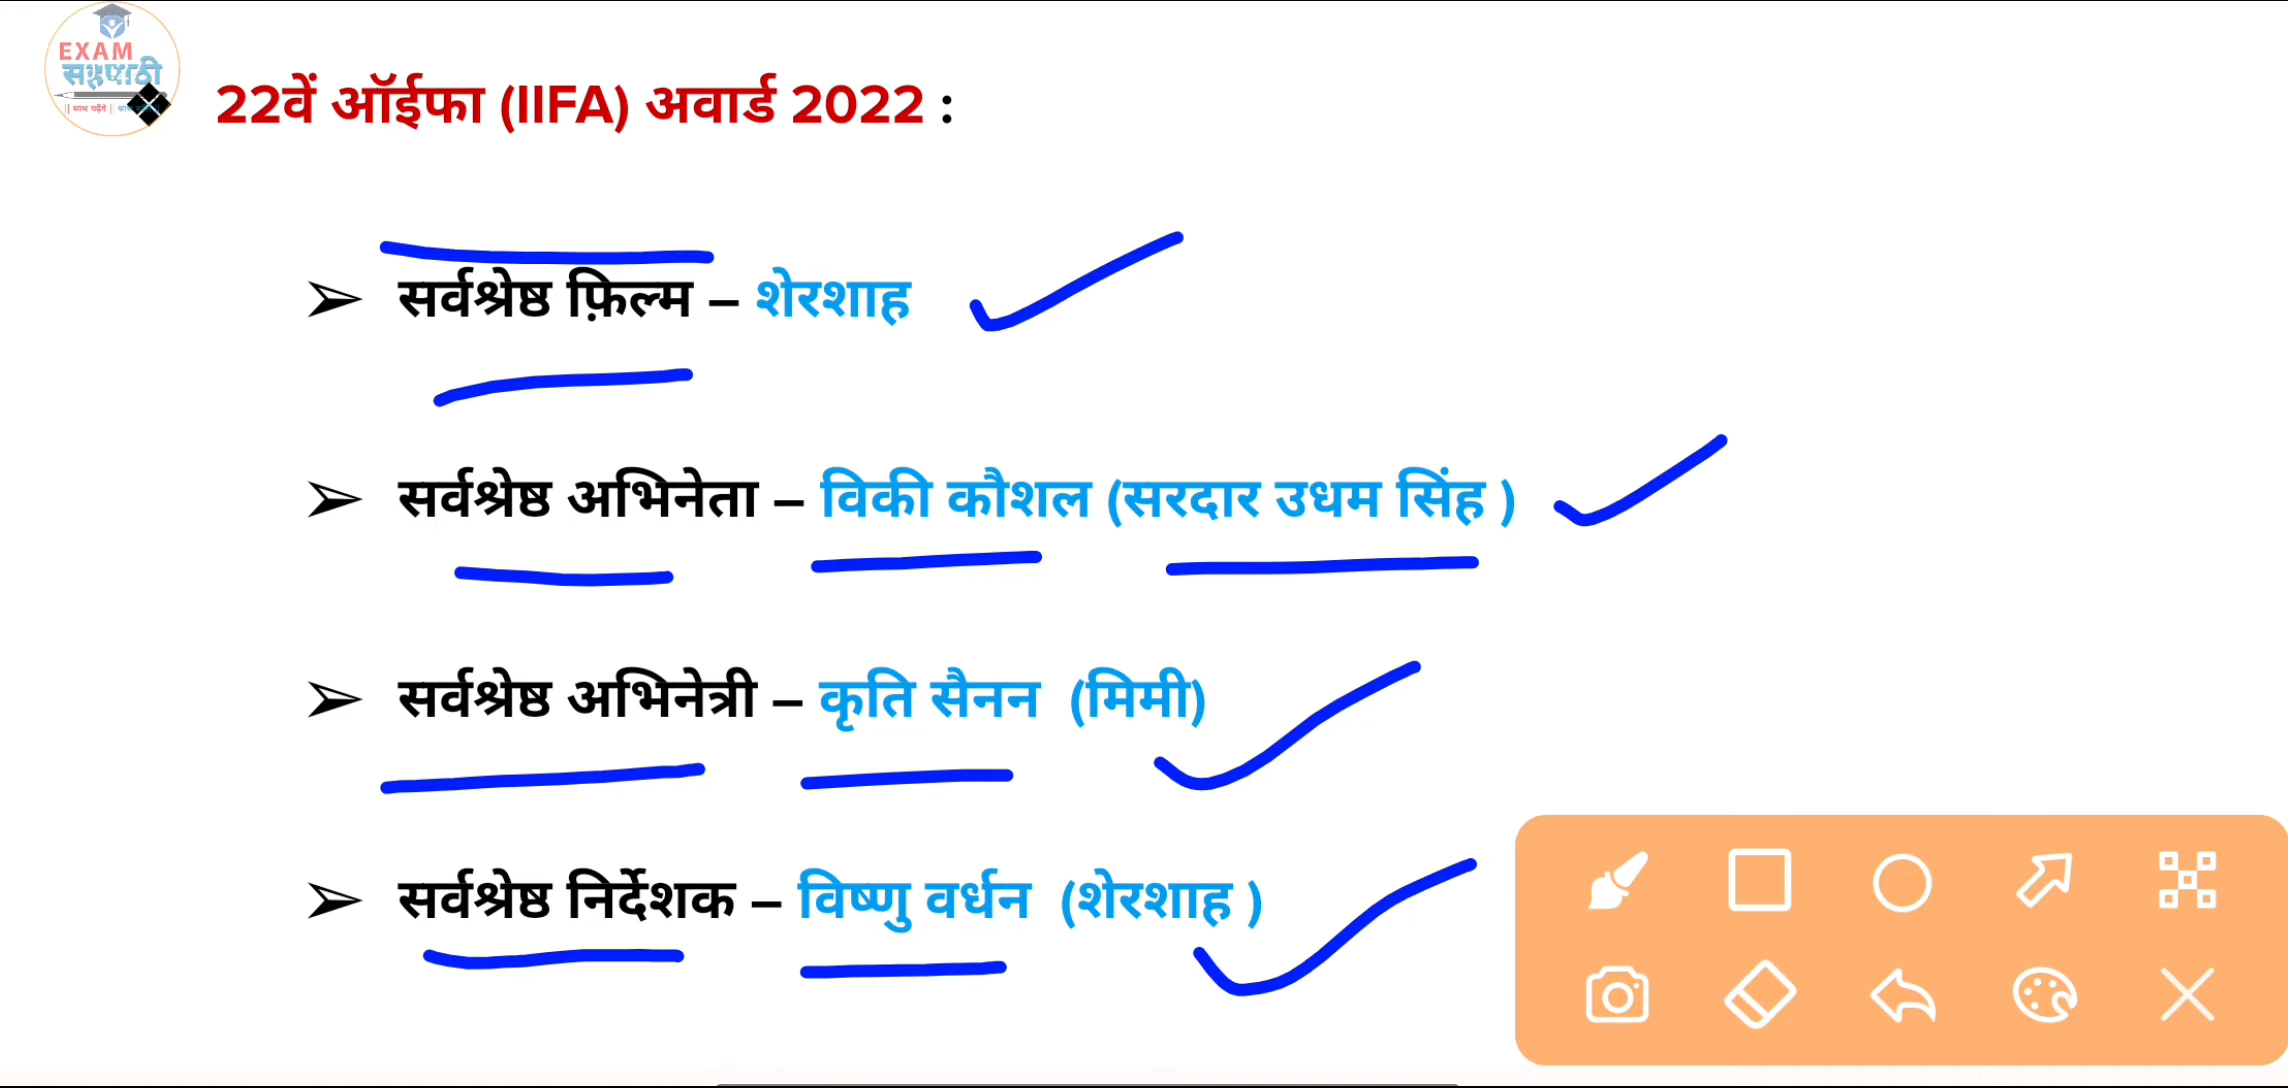 EXAM
सहपाठी
22वें ऑईफा (IIFA) अवार्ड 2022 :
➢ सर्वश्रेष्ठ फ़िल्म – शेरशाह
➢ सर्वश्रेष्ठ अभिनेता – विकी कौशल (सरदार उधम सिंह )
➢ सर्वश्रेष्ठ अभिनेत्री – कृति सैनन (मिमी)
➢ सर्वश्रेष्ठ निर्देशक – विष्णु वर्धन (शेरशाह )